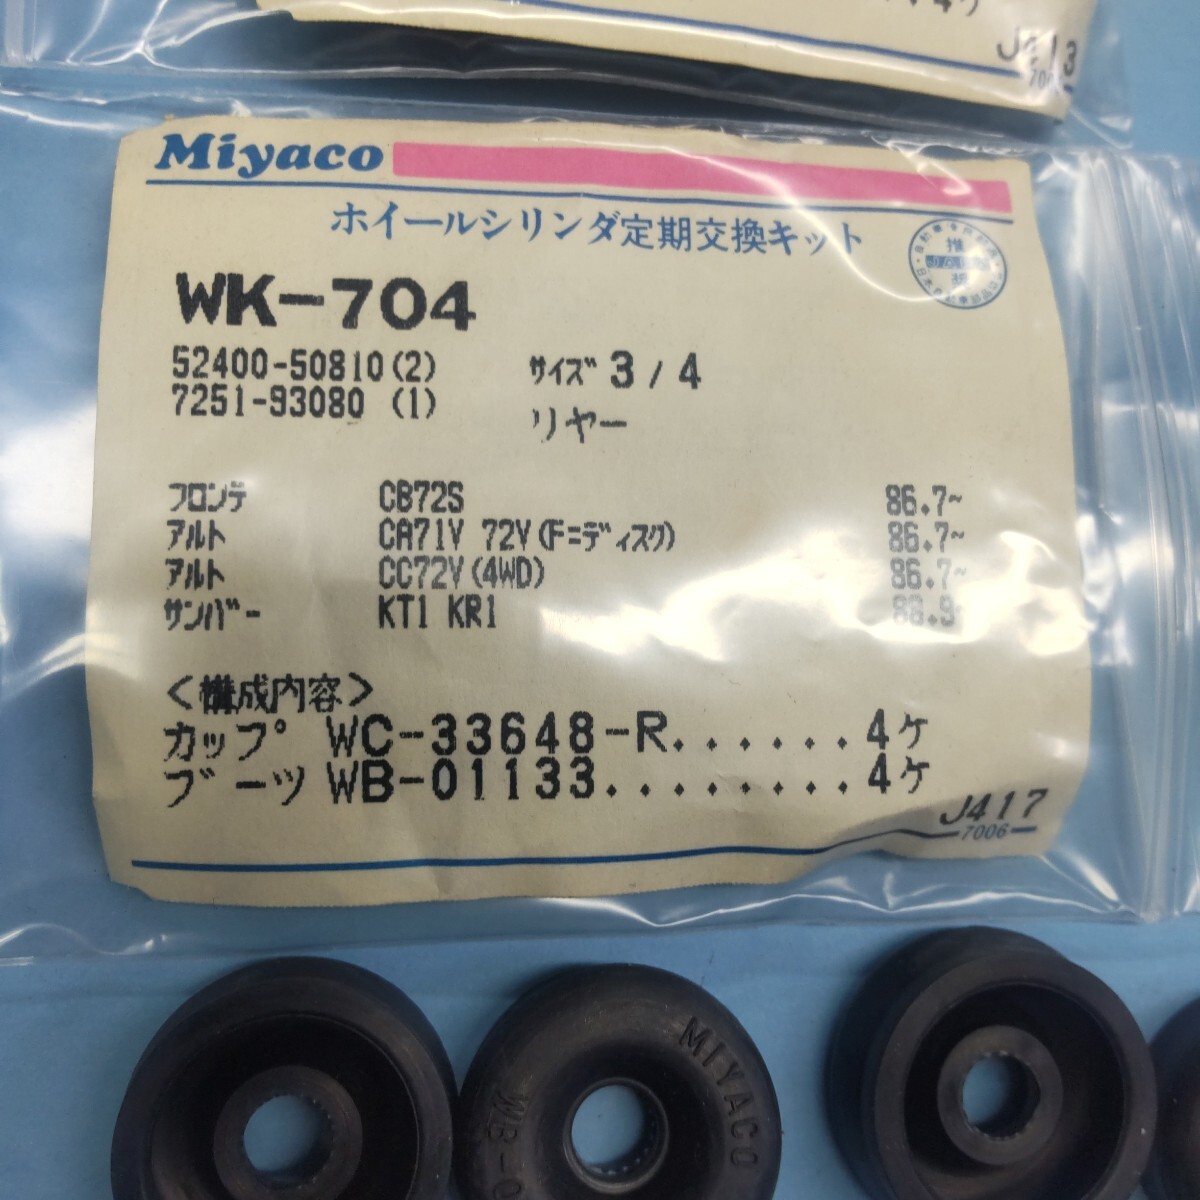 J413
Miyaco
ホイールシリンダ定期交換キット
推
WK-704
52400-50810(2) サイズ 3/4
7251-93080 (1)
リヤー
フロンテ CB72S 86.7~
アルト CA71V 72V(F=ディスク) 86.7~
アルト CC72V(4WD) 86.7~
サンバー KT1 KR1
<構成内容>
カップ WC-33648-R......4ケ
ブーツ WB-01133.........4ケ
J417
7006
MIYACO
WB-0